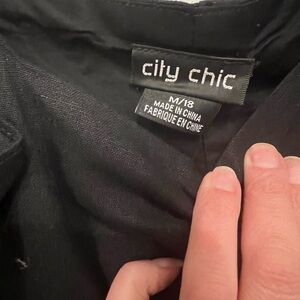 city chic
M/18
MADE IN CHINA
FABRIQUE EN CHINE